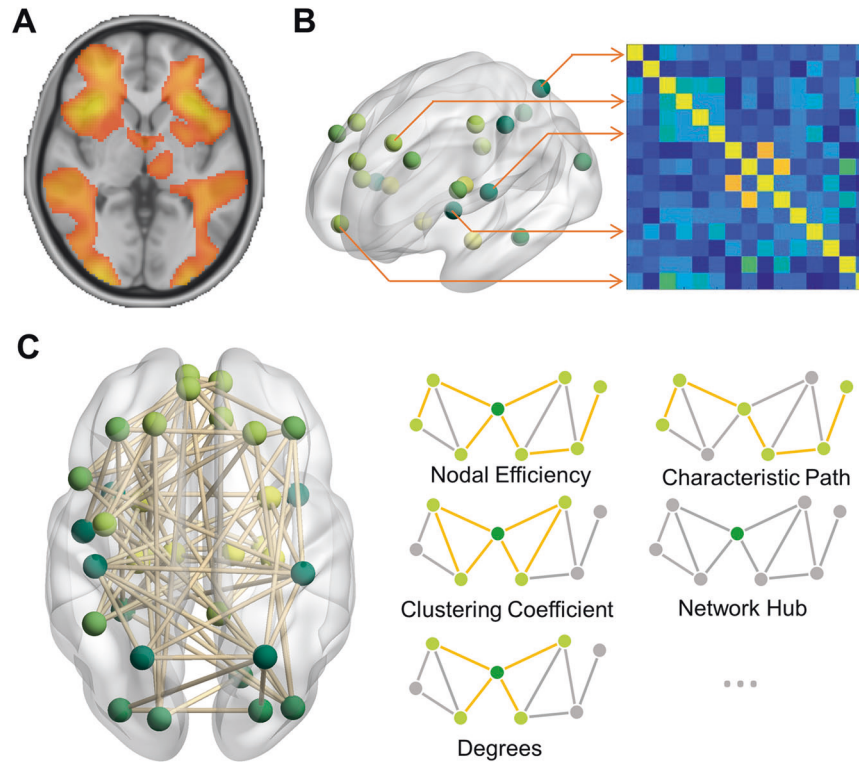 A
B
C
Nodal Efficiency
Characteristic Path
Clustering Coefficient
Network Hub
Degrees
...